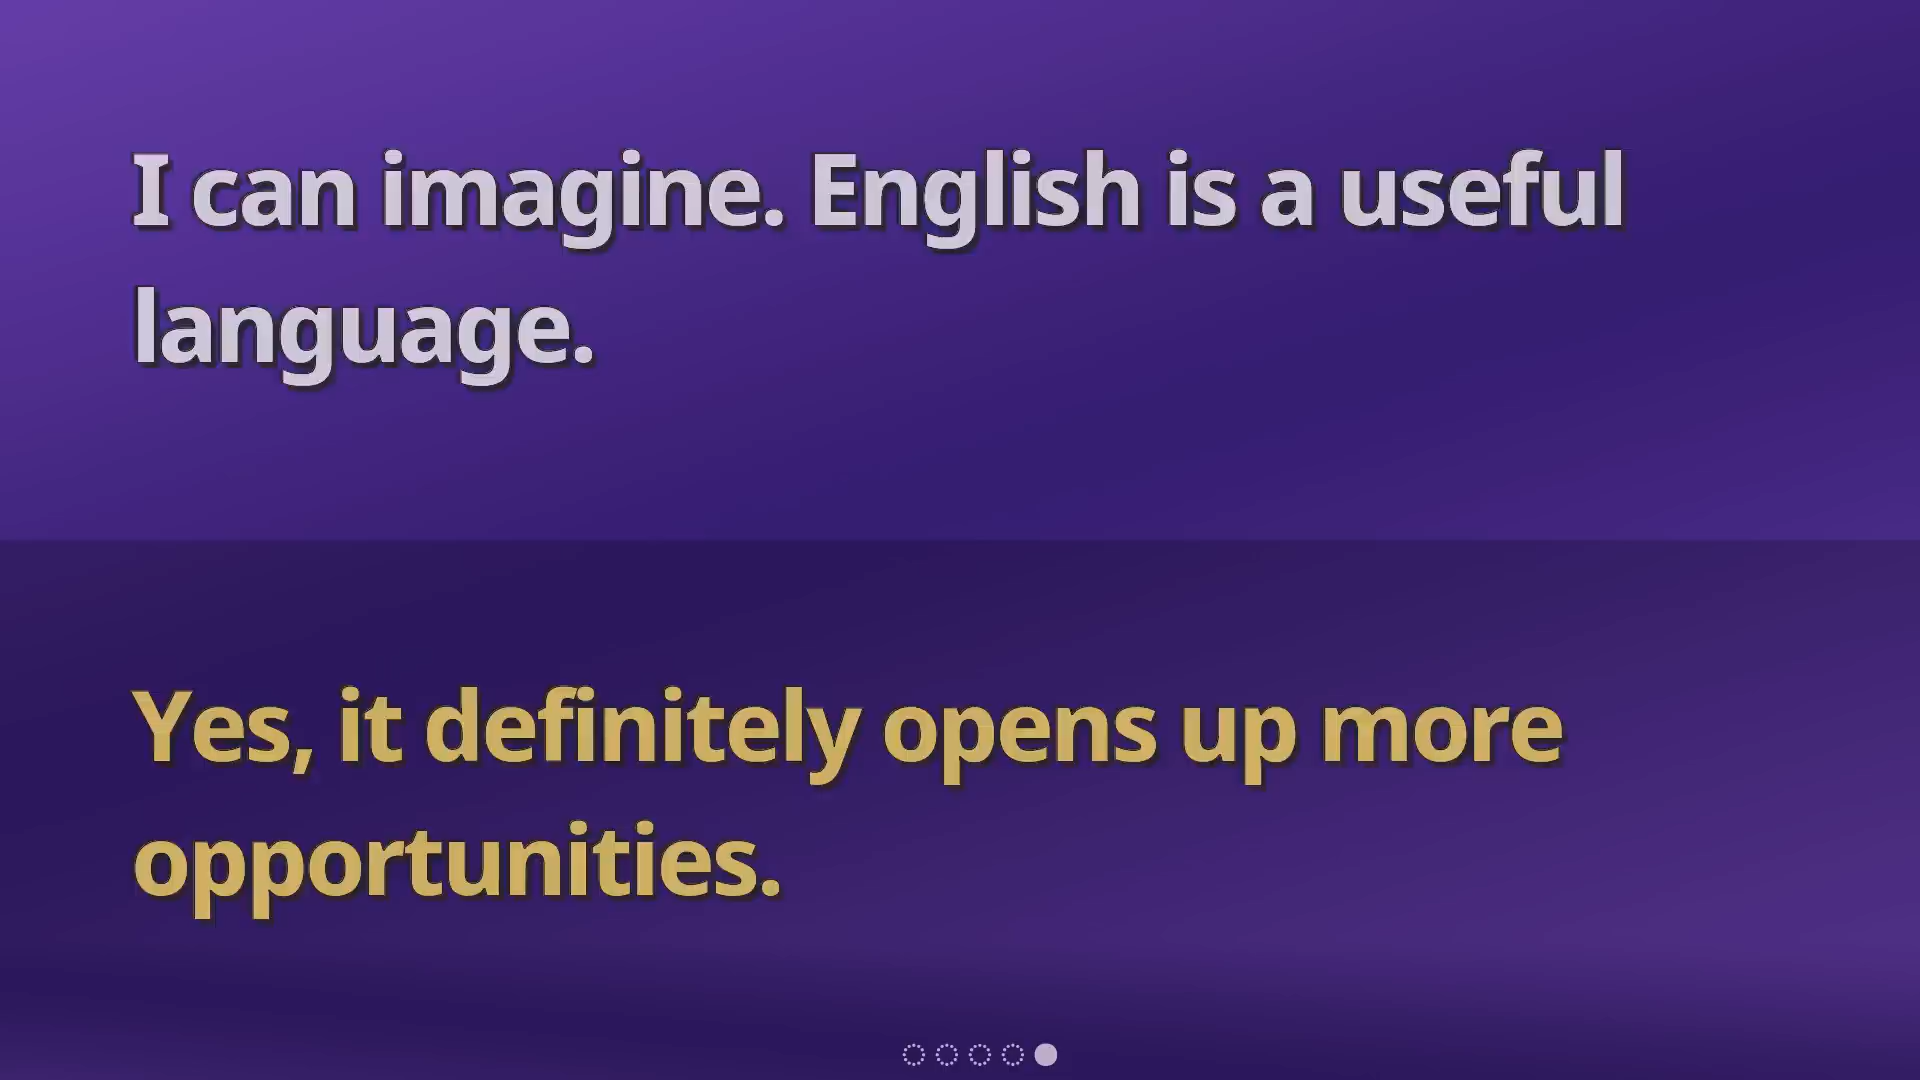 I can imagine. English is a useful
language.
Yes, it definitely opens up more
opportunities.